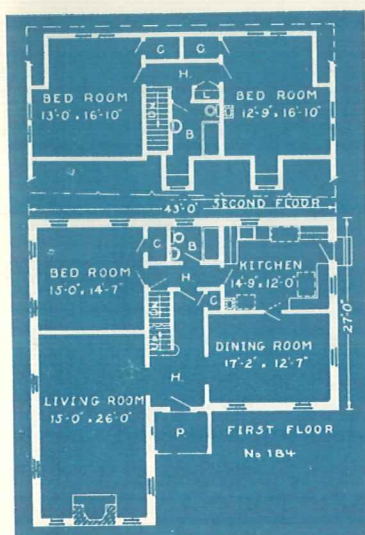 C. C.
H.
BED ROOM
13'-0" x 16'-10"
L.
BED ROOM
12'-9" x 16'-10"
B
43'-0" SECOND FLOOR
BED ROOM
15'-0" x 14'-7"
C
B
H.
KITCHEN
14'-9" x 12'-0"
C
27'-0"
DINING ROOM
17'-2" x 12'-7"
H.
LIVING ROOM
15'-0" x 26'-0"
P.
FIRST FLOOR
No 184